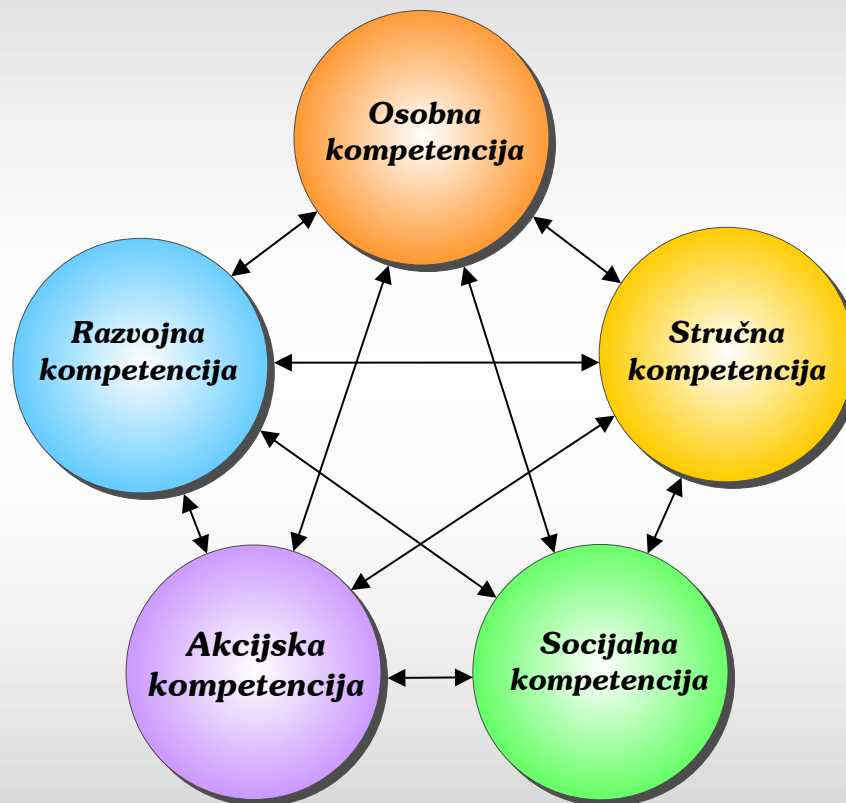 Osobna
kompetencija
Razvojna
kompetencija
Stručna
kompetencija
Akcijska
kompetencija
Socijalna
kompetencija